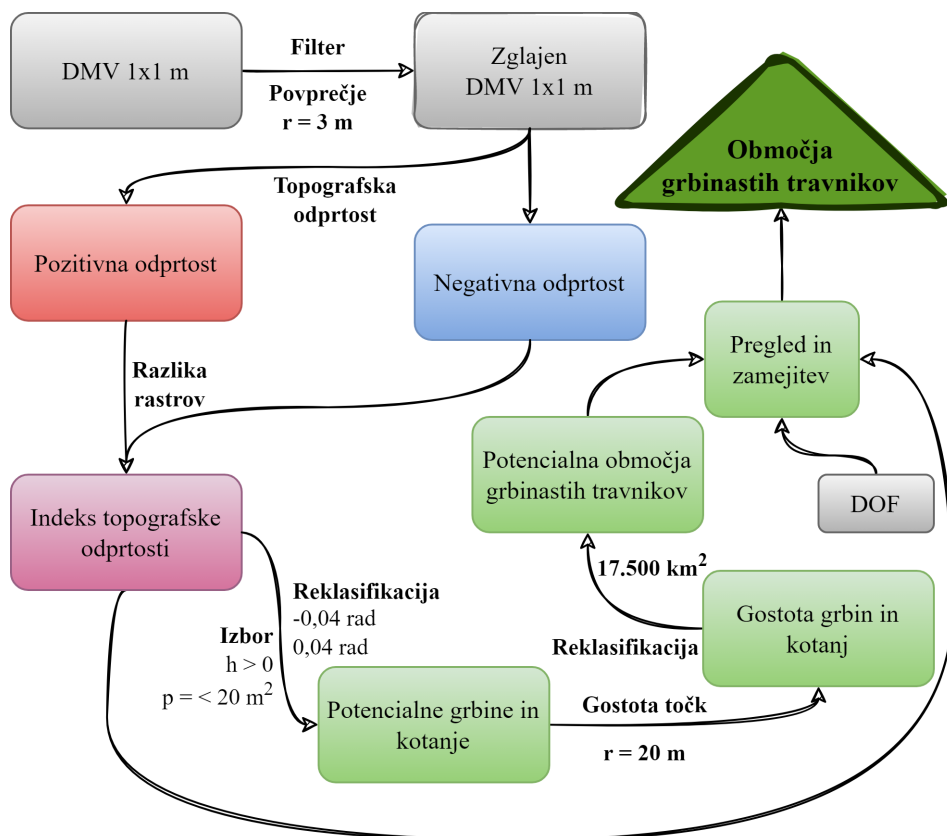 DMV 1x1 m
Filter
Povprečje
r = 3 m
Zglajen
DMV 1x1 m
Topografska
odprtost
Pozitivna odprtost
Negativna odprtost
Razlika
rastrov
Indeks topografske
odprtosti
Reklasifikacija
-0,04 rad
0,04 rad
Izbor
h > 0
p = < 20 m²
Potencialne grbine in
kotanje
Gostota točk
r = 20 m
Gostota grbin in
kotanj
17.500 km²
Reklasifikacija
Potencialna območja
grbinastih travnikov
DOF
Pregled in
zamejitev
Območja
grbinastih travnikov